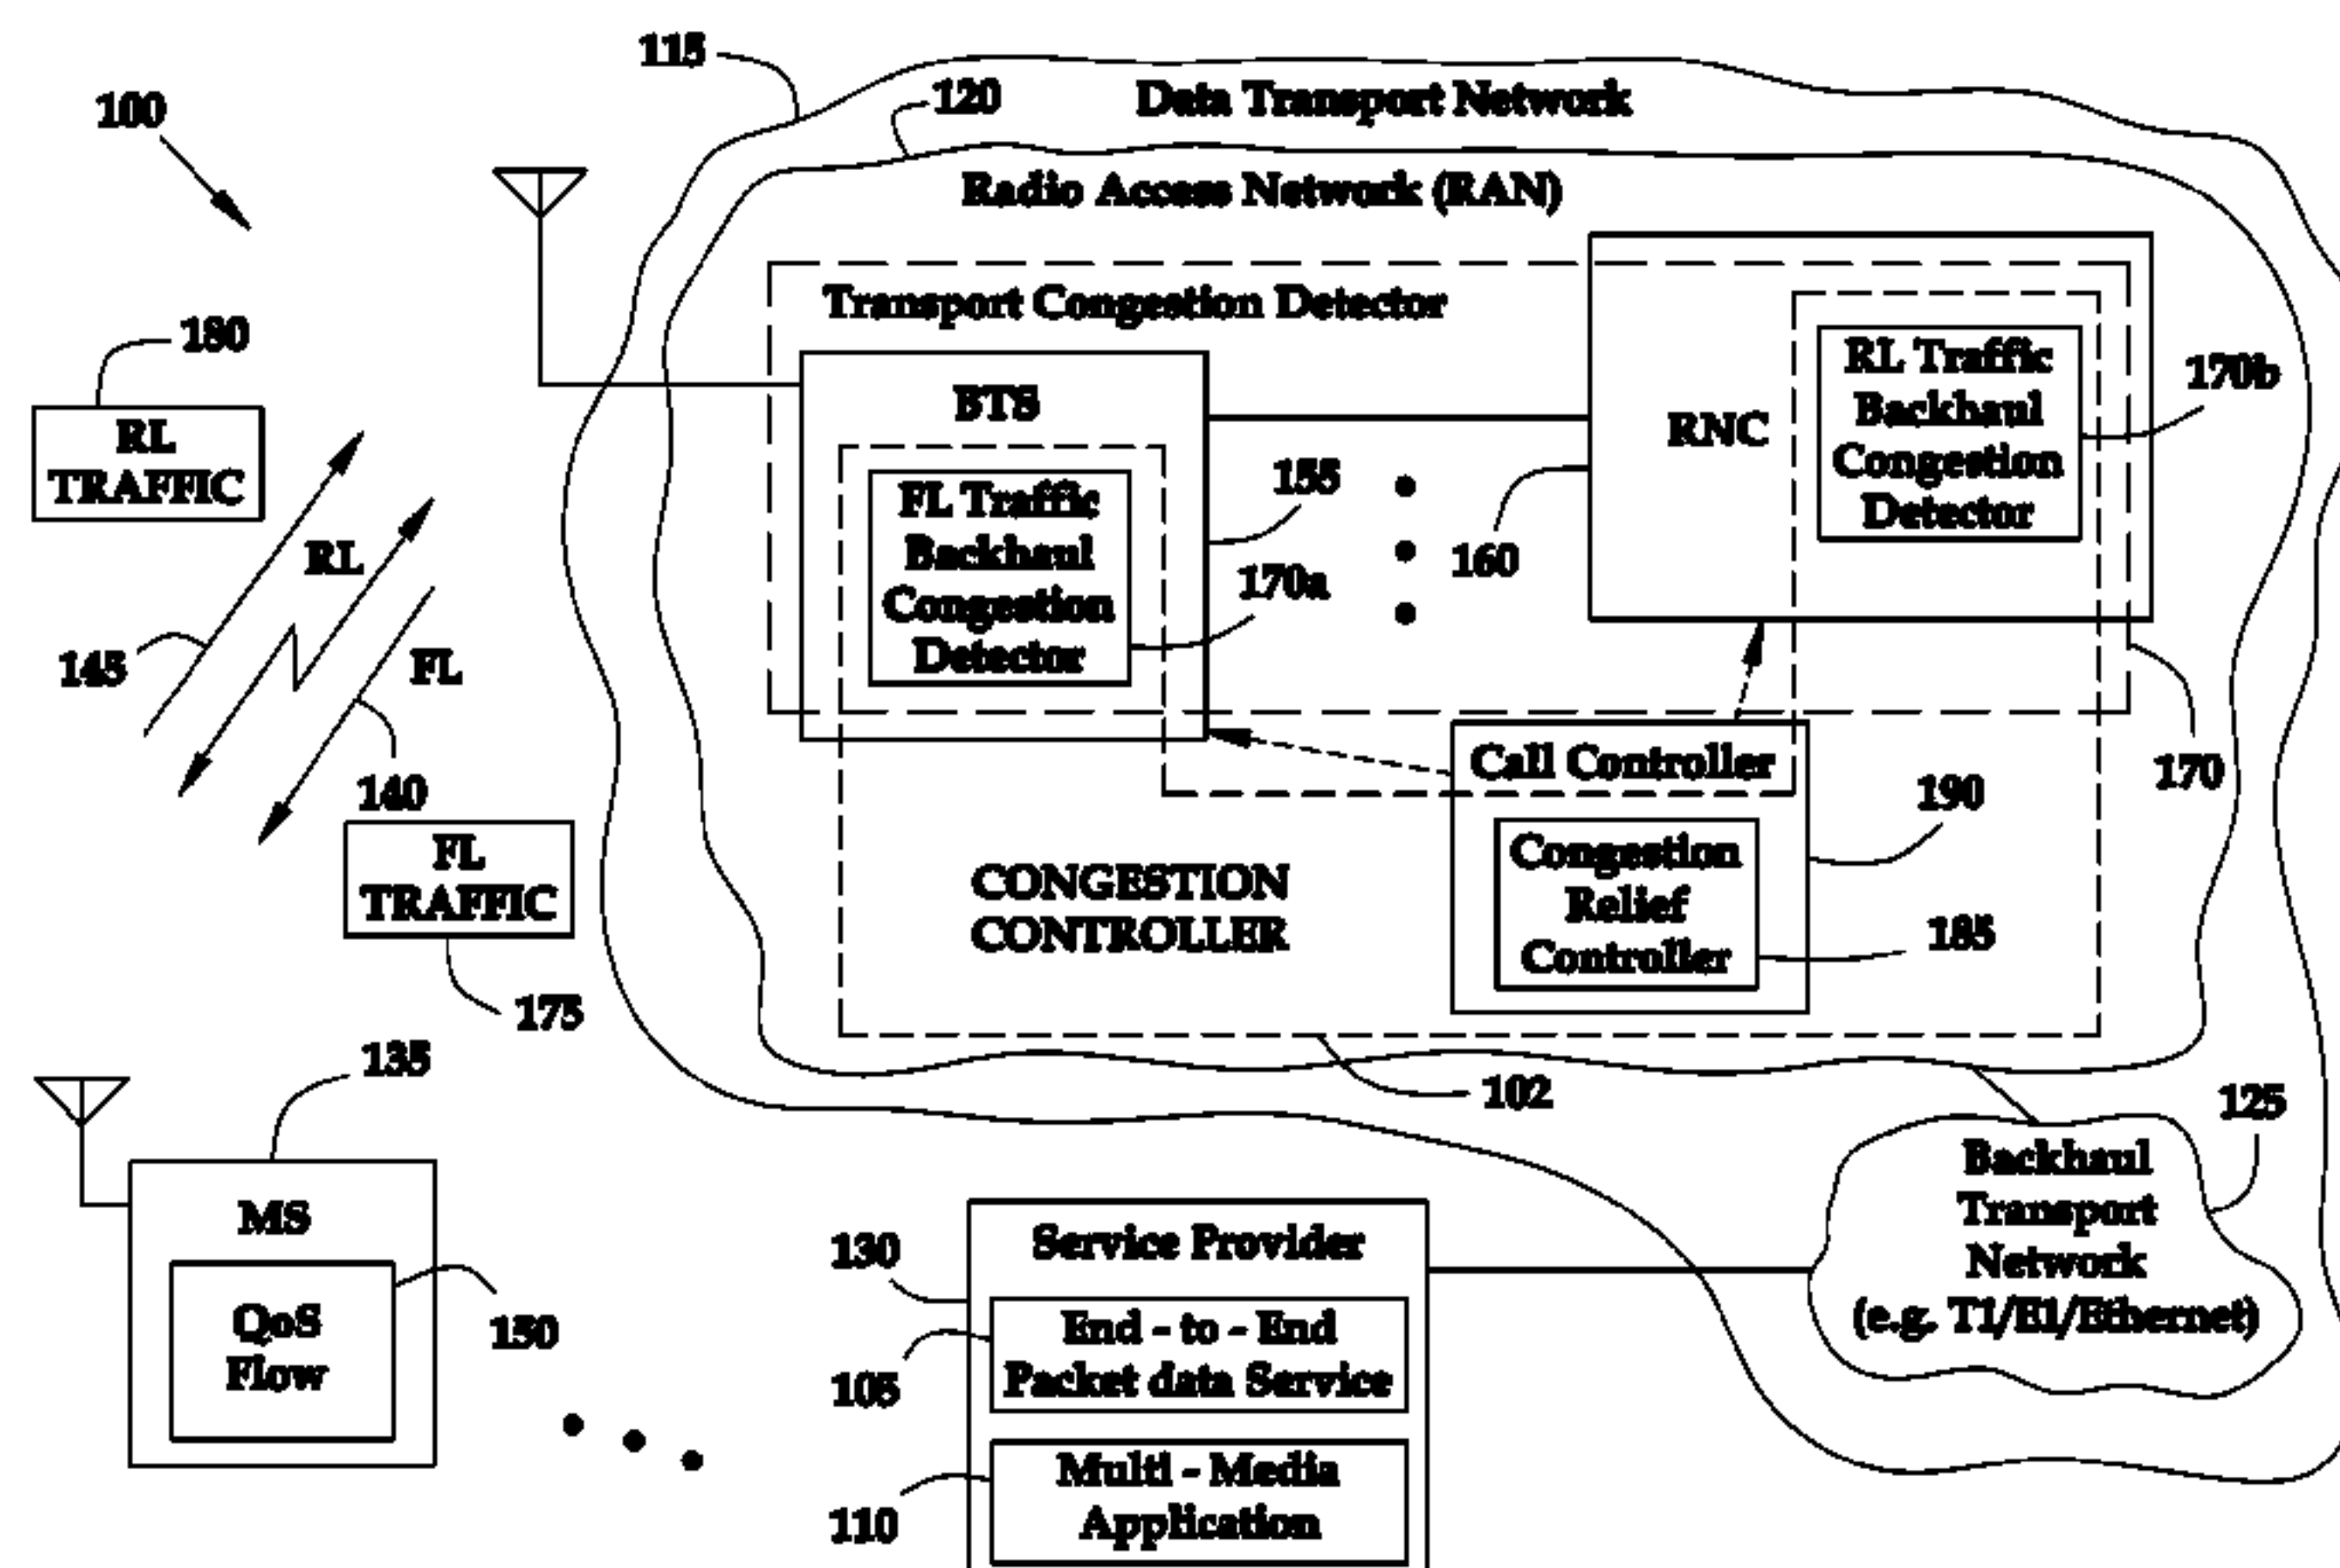 115
Data Transport Network
120
100
Radio Access Network (RAN)
Transport Congestion Detector
180
RL
TRAFFIC
BTS
RNC
RL Traffic
Backhaul
Congestion
Detector
170b
FL Traffic
Backhaul
Congestion
Detector
155
170a
160
RL
FL
145
140
170
Call Controller
190
Congestion
Relief
Controller
185
FL
TRAFFIC
175
CONGESTION
CONTROLLER
102
135
MS
QoS
Flow
150
125
Backhaul
Transport
Network
(e.g. T1/E1/Ethernet)
130
Service Provider
End - to - End
Packet data Service
105
Multi - Media
Application
110